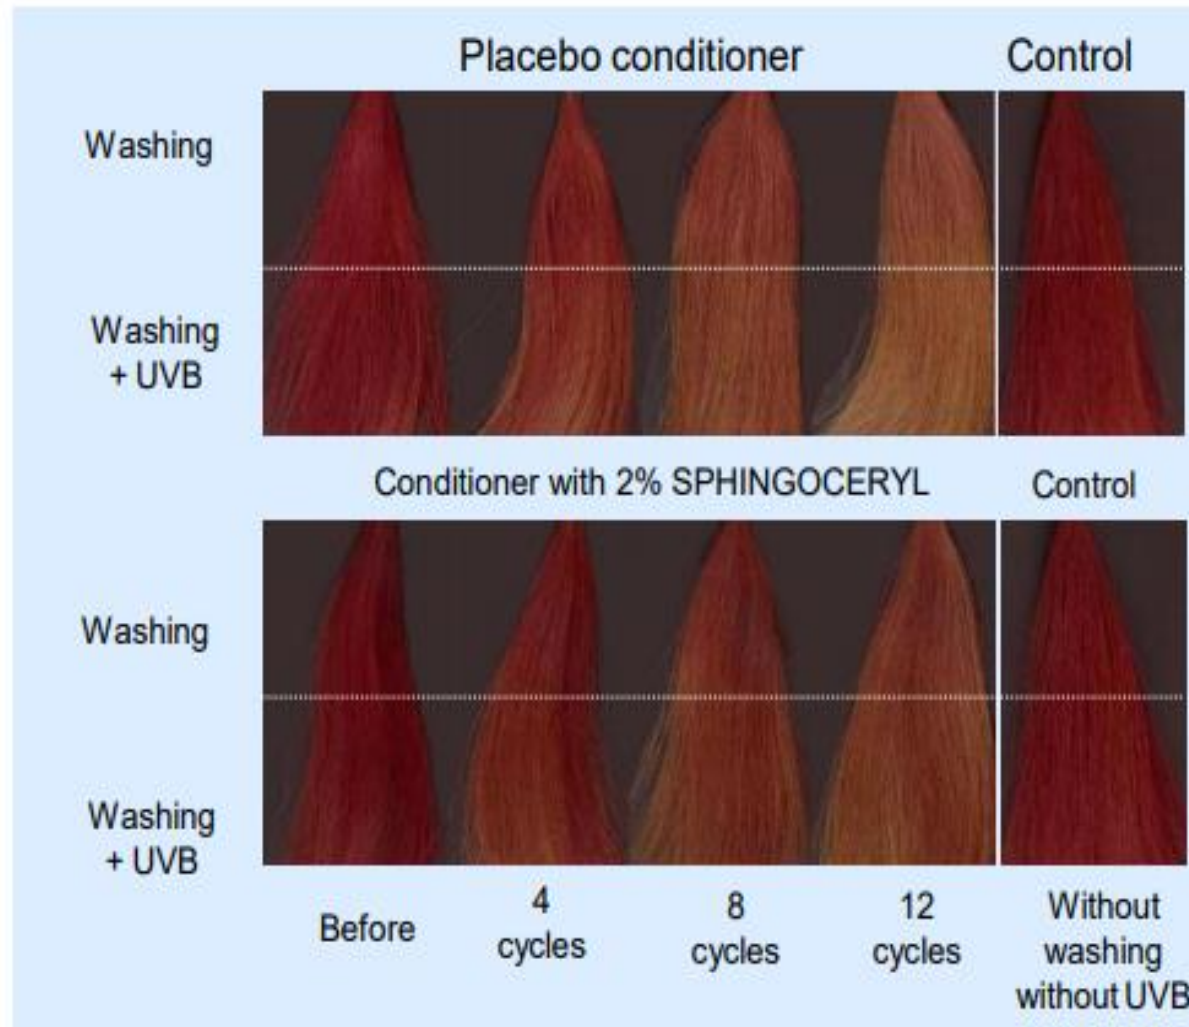 Placebo conditioner
Control
Washing
Washing
+ UVB
Conditioner with 2% SPHINGOCERYL
Control
Washing
Washing
+ UVB
Before
4
cycles
8
cycles
12
cycles
Without
washing
without UVB